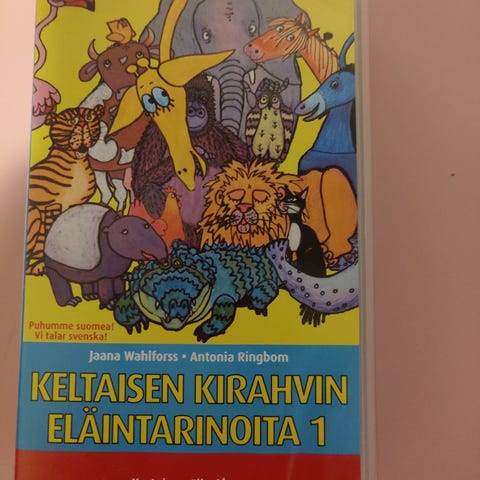 Puhumme suomea!
Vi talar svenska!
Jaana Wahlforss • Antonia Ringbom
KELTAISEN KIRAHVIN
ELÄINTARINOITA 1